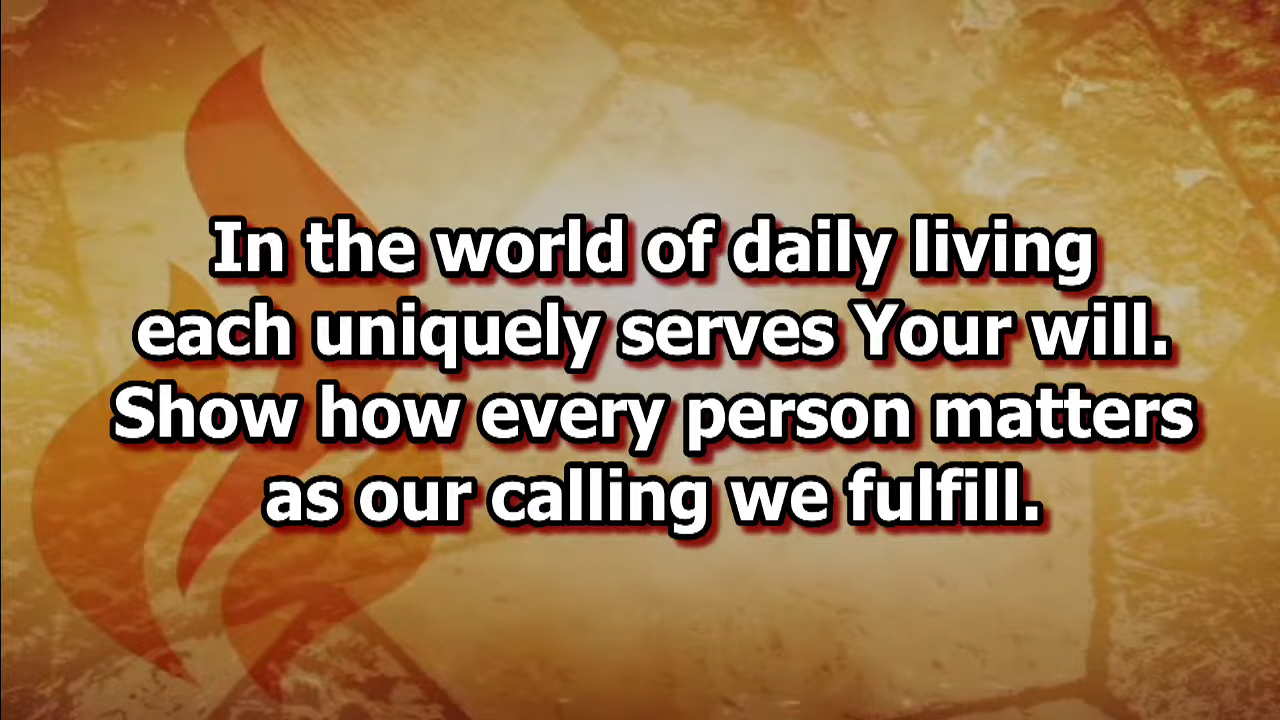 In the world of daily living
each uniquely serves Your will.
Show how every person matters
as our calling we fulfill.